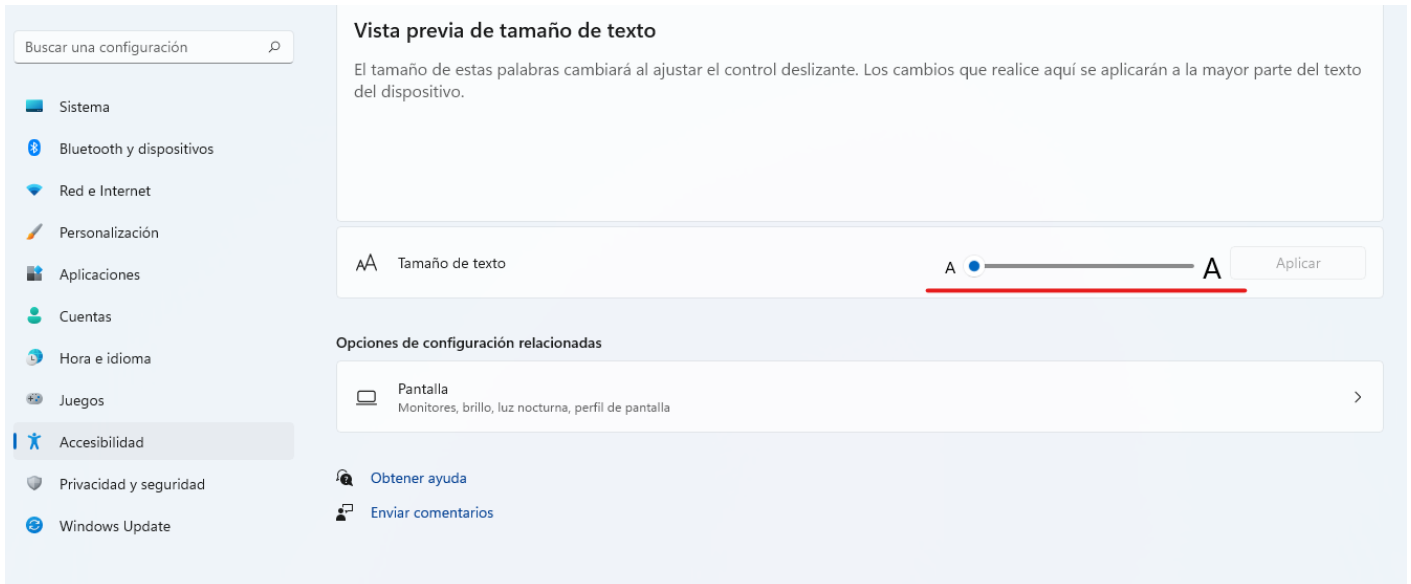 Buscar una configuración
Sistema
Bluetooth y dispositivos
Red e Internet
Personalización
Aplicaciones
Cuentas
Hora e idioma
Juegos
Accesibilidad
Privacidad y seguridad
Windows Update
Vista previa de tamaño de texto
El tamaño de estas palabras cambiará al ajustar el control deslizante. Los cambios que realice aquí se aplicarán a la mayor parte del texto
del dispositivo.
AA Tamaño de texto A A Aplicar
Opciones de configuración relacionadas
Pantalla
Monitores, brillo, luz nocturna, perfil de pantalla
Obtener ayuda
Enviar comentarios